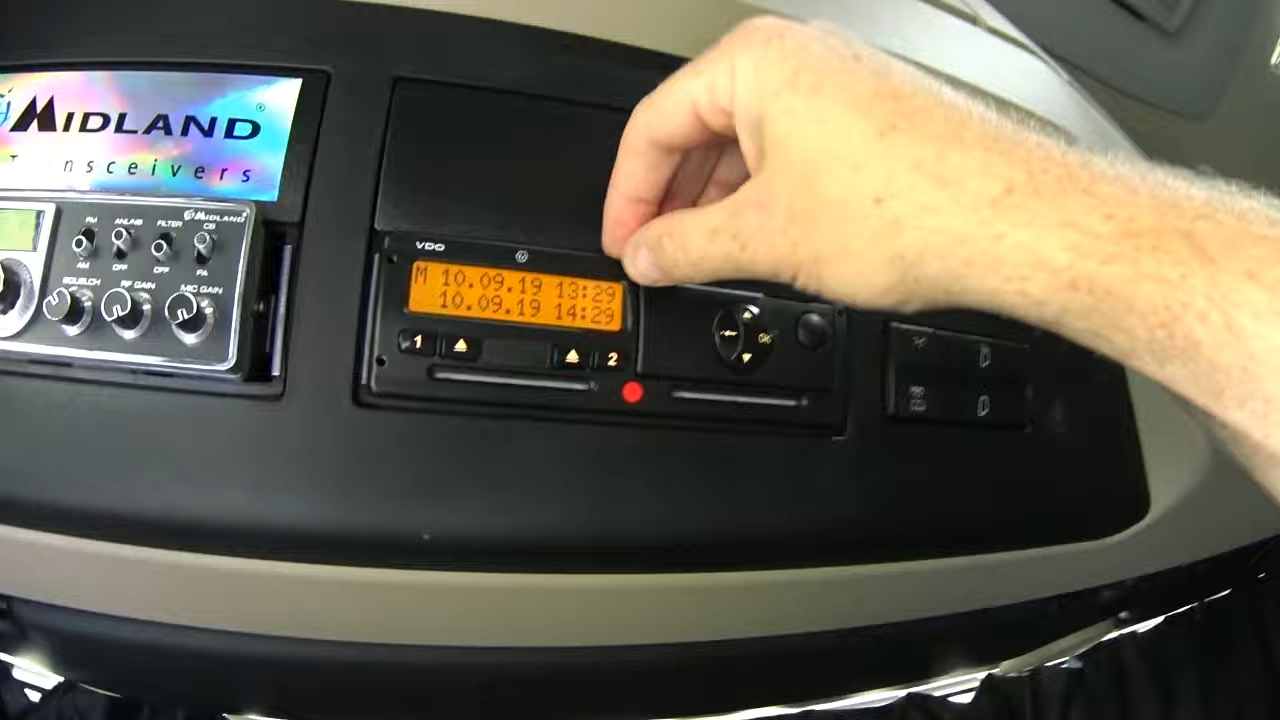 MIDLAND
nsceivers
MIDLAND
FM ANL/NB FILTER CB
AM OFF OFF PA
SQUELCH RF GAIN MIC GAIN
VDO
M 10.09.19 13:29
10.09.19 14:29
1 2
OK